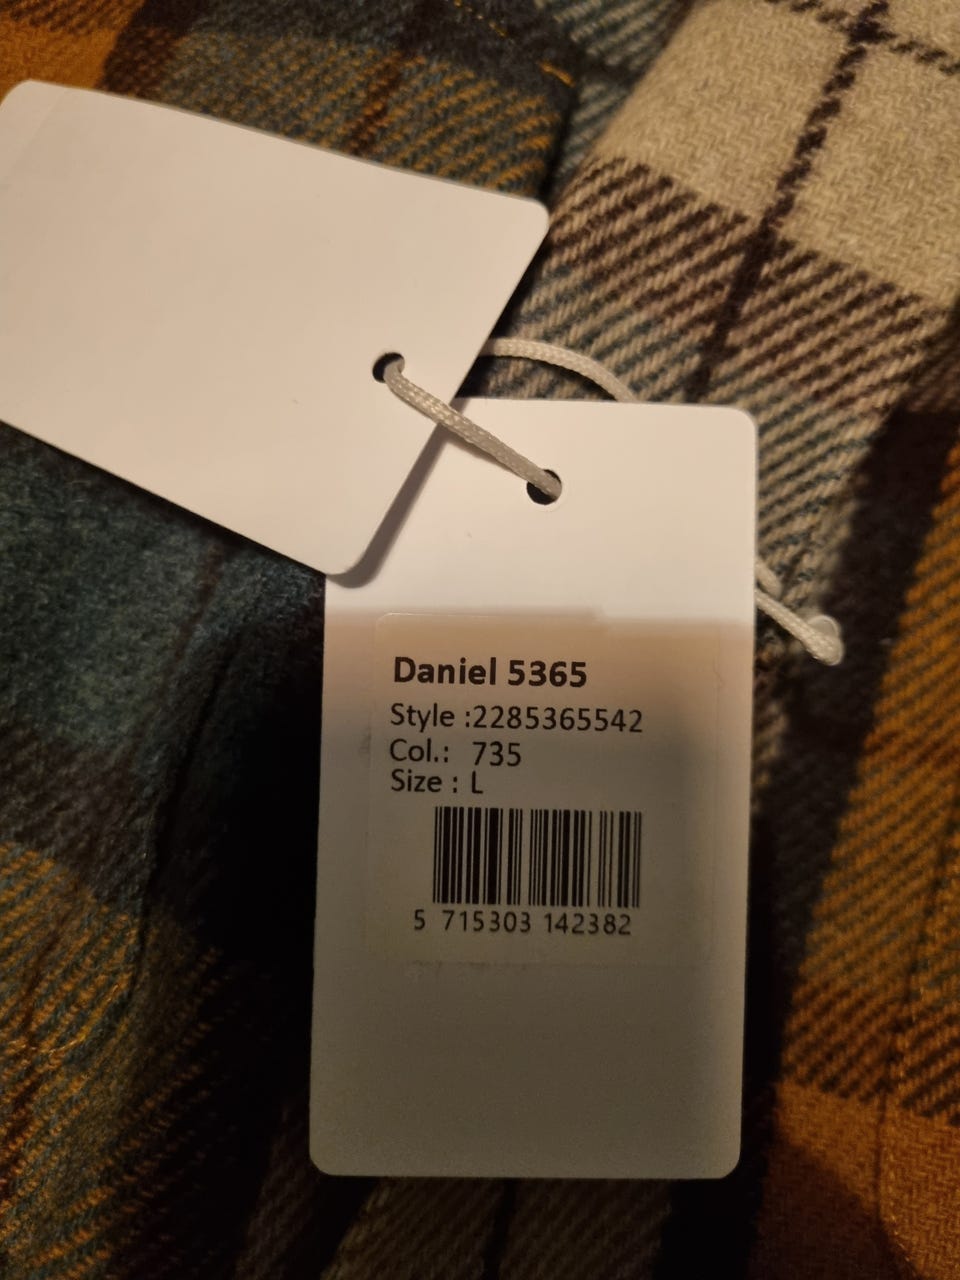 Daniel 5365
Style :2285365542
Col.: 735
Size : L
5 715303 142382